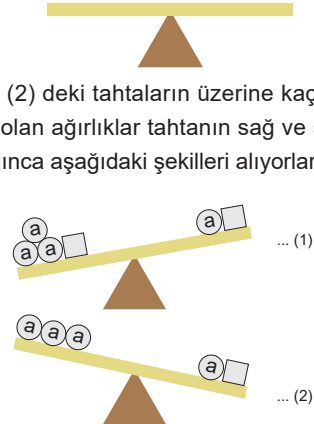 (2) deki tahtaların üzerine kaç
olan ağırlıklar tahtanın sağ ve
ınca aşağıdaki şekilleri alıyorlar
a a
a a ... (1)
a a a
a ... (2)